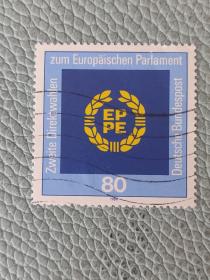 zum Europäischen Parlament
Zweite Direktwahlen
Deutsche Bundespost
EP
PE
80